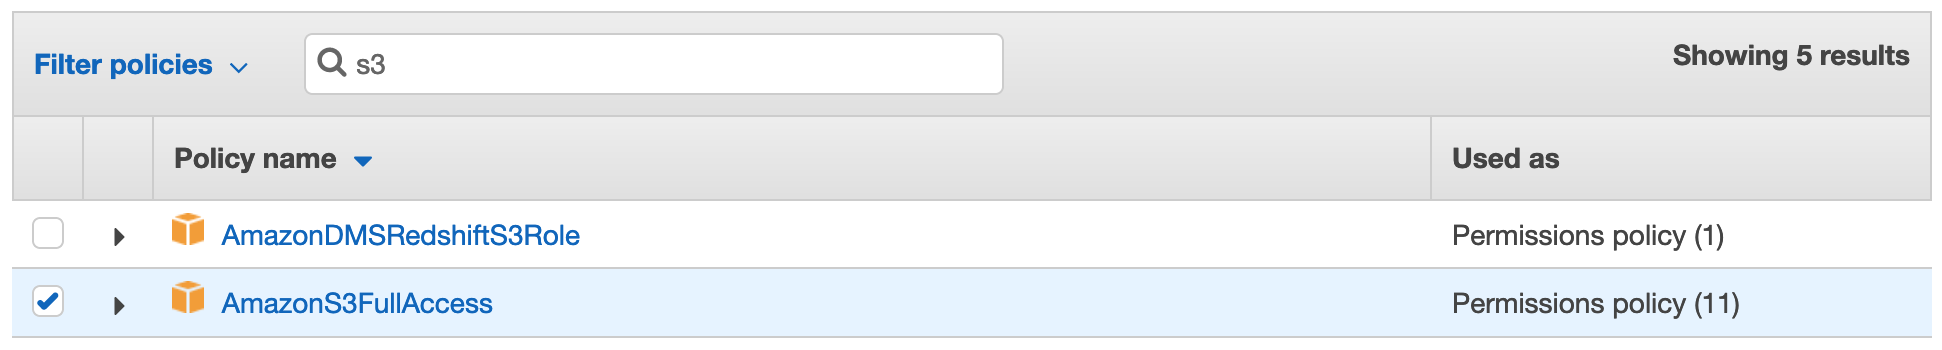 Filter policies
s3
Showing 5 results
Policy name
Used as
AmazonDMSRedshiftS3Role
Permissions policy (1)
AmazonS3FullAccess
Permissions policy (11)